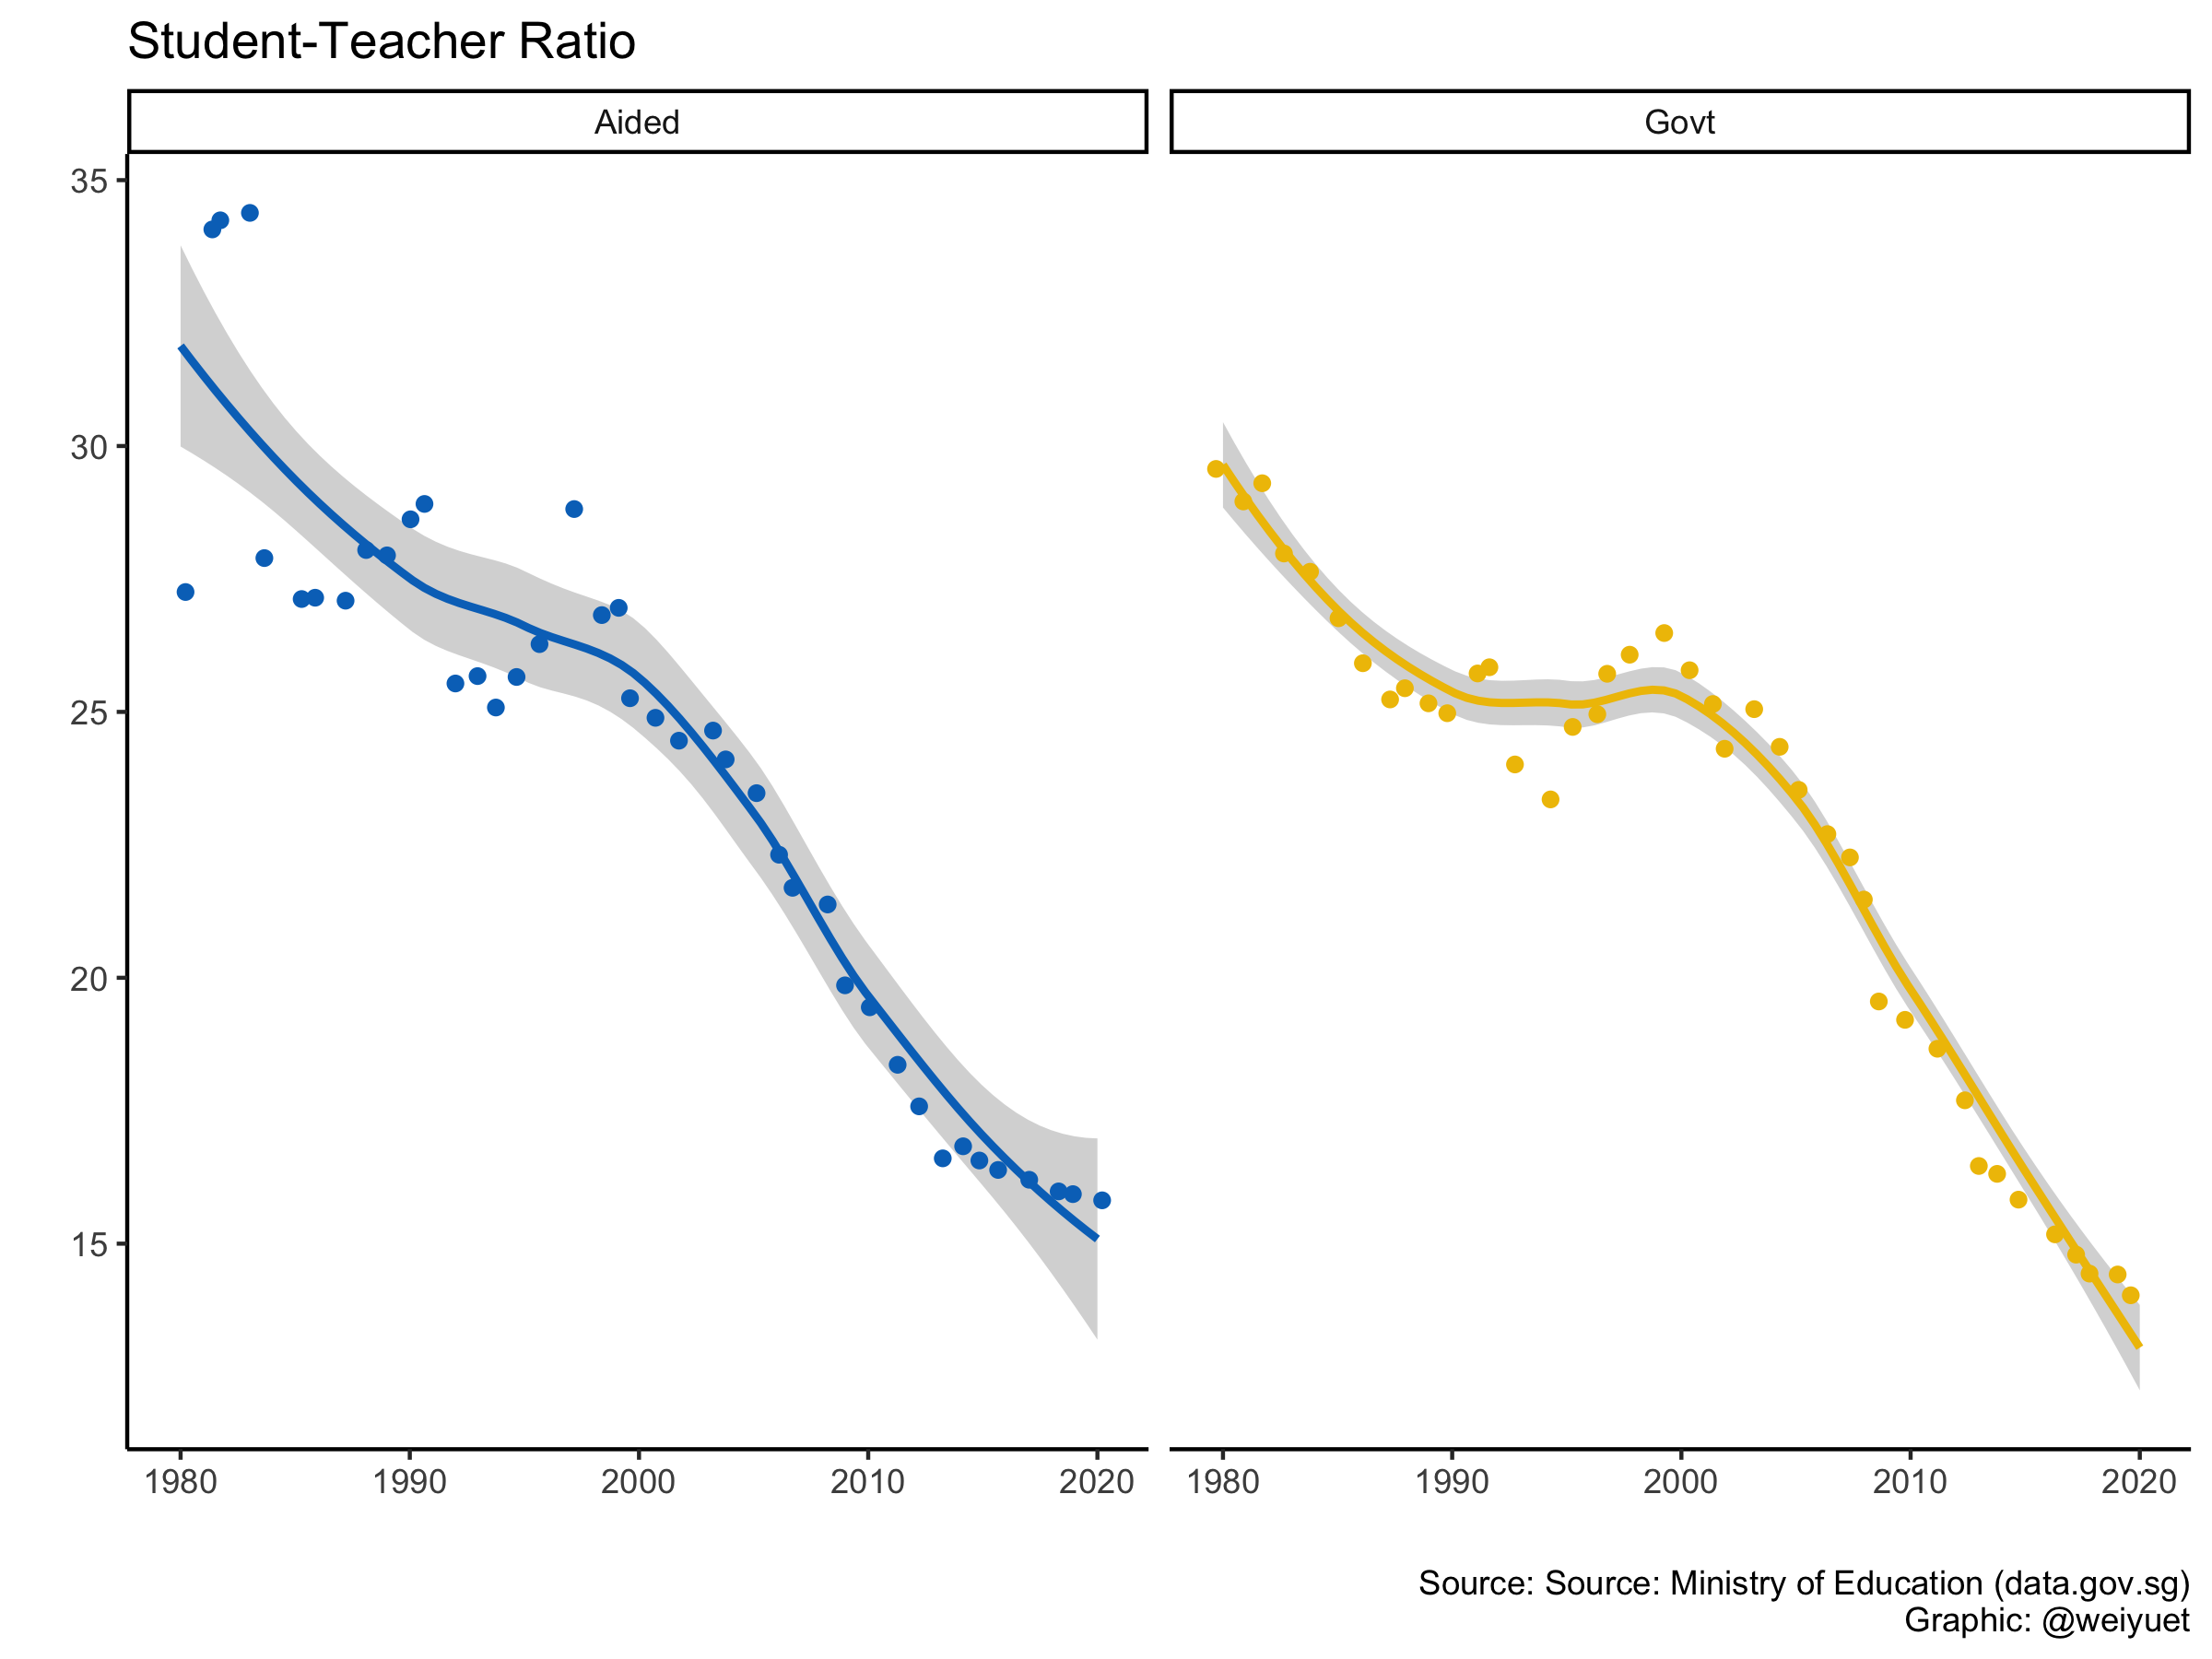 Student-Teacher Ratio
Aided
Govt
35
30
25
20
15
1980 1990 2000 2010 2020
1980 1990 2000 2010 2020
Source: Source: Ministry of Education (data.gov.sg)
Graphic: @weiyuet